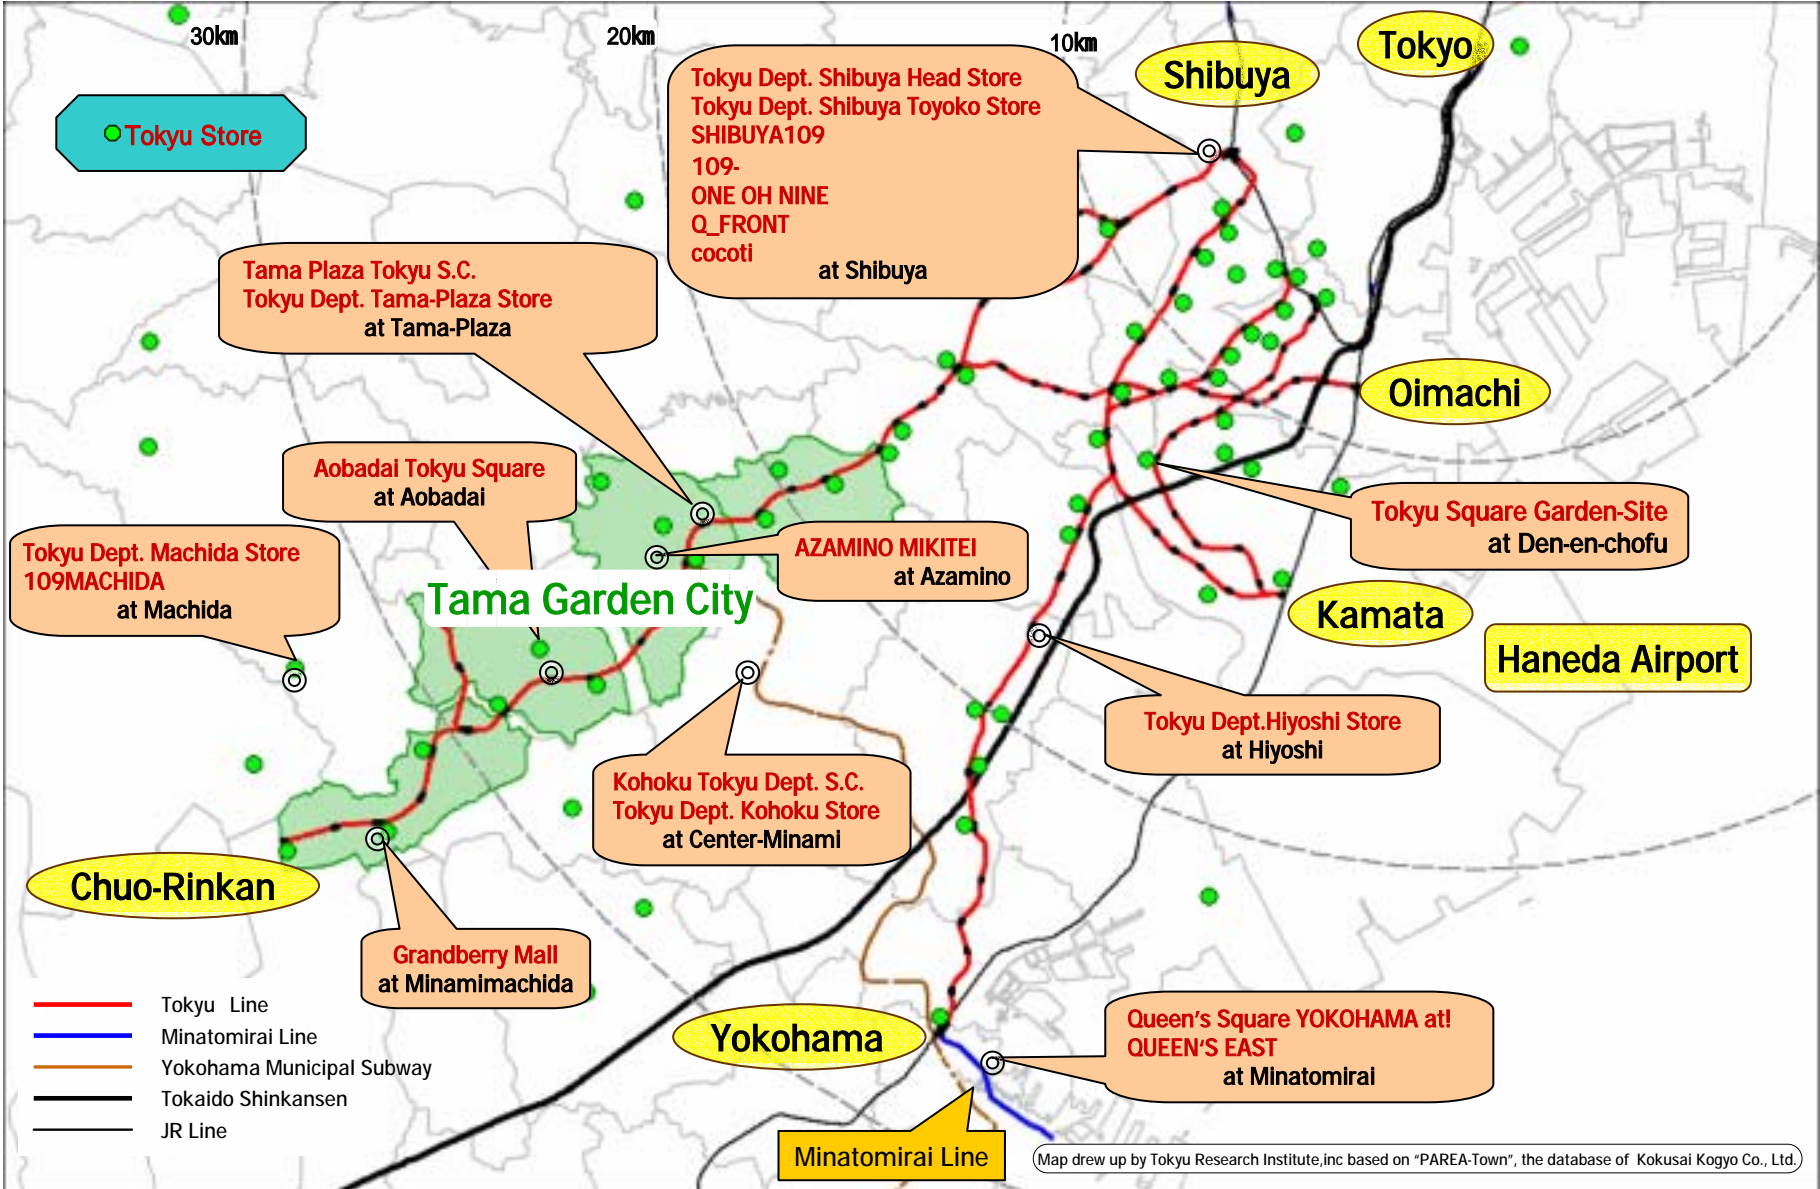 30km
20km
10km
Tokyo
Shibuya
Tokyu Dept. Shibuya Head Store
Tokyu Dept. Shibuya Toyoko Store
SHIBUYA109
109-
ONE OH NINE
Q_FRONT
cocoti
at Shibuya
Tokyu Store
Tama Plaza Tokyu S.C.
Tokyu Dept. Tama-Plaza Store
at Tama-Plaza
Oimachi
Aobadai Tokyu Square
at Aobadai
Tokyu Square Garden-Site
at Den-en-chofu
Tokyu Dept. Machida Store
109MACHIDA
at Machida
AZAMINO MIKITEI
at Azamino
Tama Garden City
Kamata
Haneda Airport
Tokyu Dept.Hiyoshi Store
at Hiyoshi
Kohoku Tokyu Dept. S.C.
Tokyu Dept. Kohoku Store
at Center-Minami
Chuo-Rinkan
Grandberry Mall
at Minamimachida
Yokohama
Queen's Square YOKOHAMA at!
QUEEN'S EAST
at Minatomirai
Tokyu Line
Minatomirai Line
Yokohama Municipal Subway
Tokaido Shinkansen
JR Line
Minatomirai Line
Map drew up by Tokyu Research Institute,inc based on "PAREA-Town", the database of Kokusai Kogyo Co., Ltd.